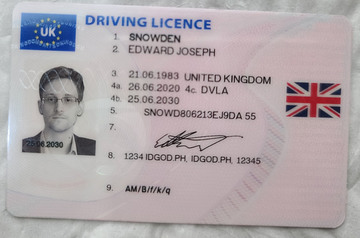 DRIVING LICENCE
UK
1. SNOWDEN
2. EDWARD JOSEPH
3. 21.06.1983 UNITED KINGDOM
4a. 26.06.2020 4c. DVLA
4b. 25.06.2030
5. SNOWD806213EJ9DA 55
7.
25.06.2030
8. 1234 IDGOD.PH, IDGOD.PH, 12345
9. AM/B/f/k/q